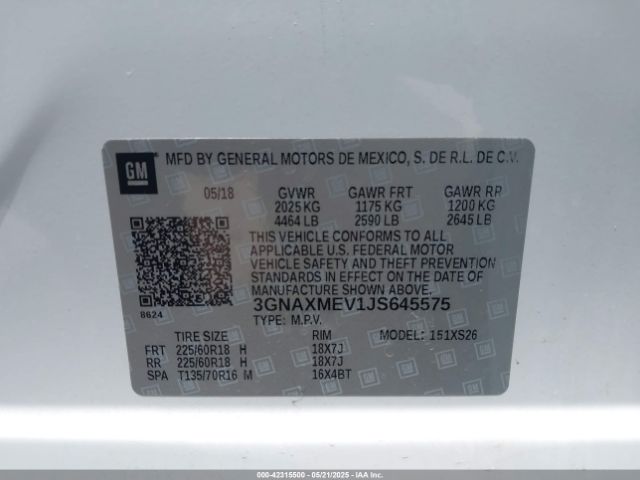 GM
MFD BY GENERAL MOTORS DE MEXICO, S. DE R.L. DE C.V.
05/18 GVWR GAWR FRT GAWR RR
2025 KG 1175 KG 1200 KG
4464 LB 2590 LB 2645 LB
THIS VEHICLE CONFORMS TO ALL
APPLICABLE U.S. FEDERAL MOTOR
VEHICLE SAFETY AND THEFT PREVENTION
STANDARDS IN EFFECT ON THE DATE OF
MANUFACTURE SHOWN ABOVE.
8624 3GNAXMEV1JS645575
TYPE: M.P.V.
TIRE SIZE RIM MODEL: 151XS26
FRT 225/60R18 H 18X7J
RR 225/60R18 H 18X7J
SPA T135/70R16 M 16X4BT
000-42315500 - 05/21/2025 - IAAI.COM